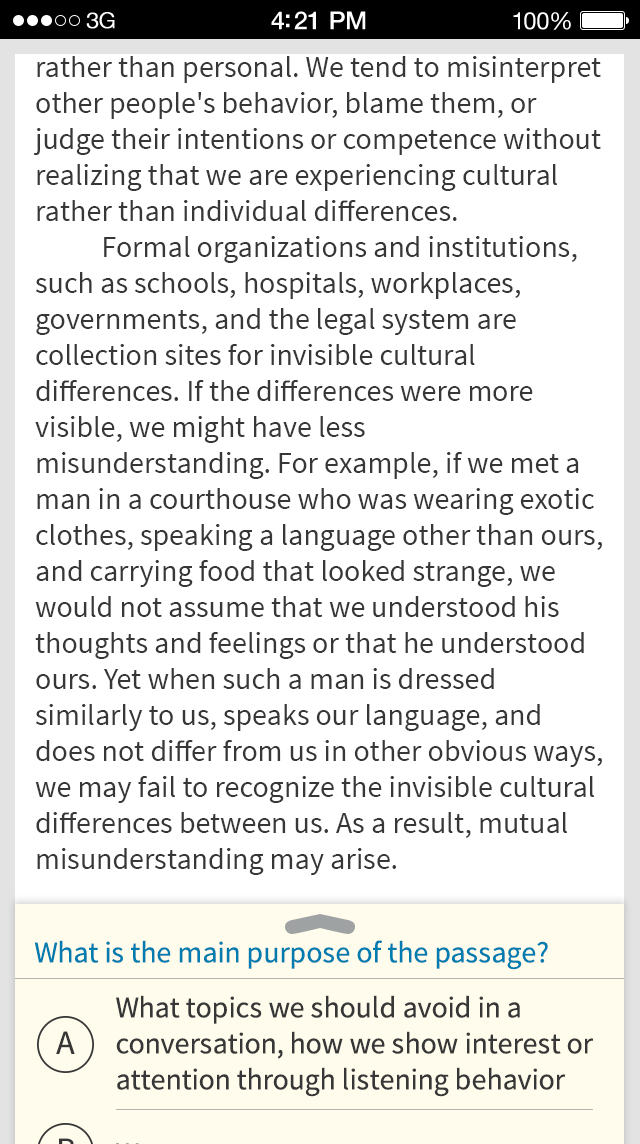 3G 4:21 PM 100%
rather than personal. We tend to misinterpret
other people's behavior, blame them, or
judge their intentions or competence without
realizing that we are experiencing cultural
rather than individual differences.
Formal organizations and institutions,
such as schools, hospitals, workplaces,
governments, and the legal system are
collection sites for invisible cultural
differences. If the differences were more
visible, we might have less
misunderstanding. For example, if we met a
man in a courthouse who was wearing exotic
clothes, speaking a language other than ours,
and carrying food that looked strange, we
would not assume that we understood his
thoughts and feelings or that he understood
ours. Yet when such a man is dressed
similarly to us, speaks our language, and
does not differ from us in other obvious ways,
we may fail to recognize the invisible cultural
differences between us. As a result, mutual
misunderstanding may arise.
What is the main purpose of the passage?
A
What topics we should avoid in a
conversation, how we show interest or
attention through listening behavior